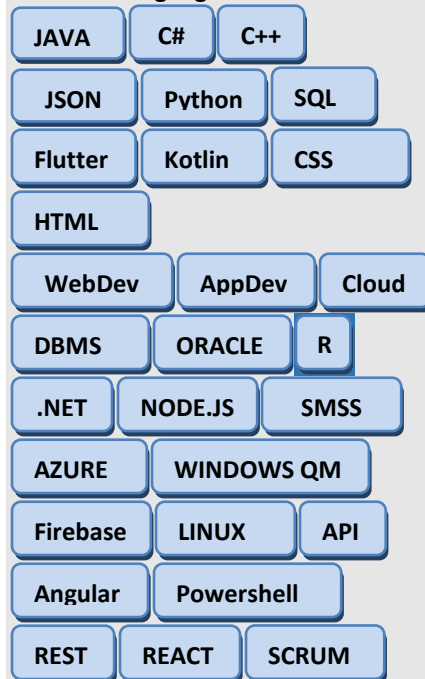 JAVA C# C++
JSON Python SQL
Flutter Kotlin CSS
HTML
WebDev AppDev Cloud
DBMS ORACLE R
.NET NODE.JS SMSS
AZURE WINDOWS QM
Firebase LINUX API
Angular Powershell
REST REACT SCRUM